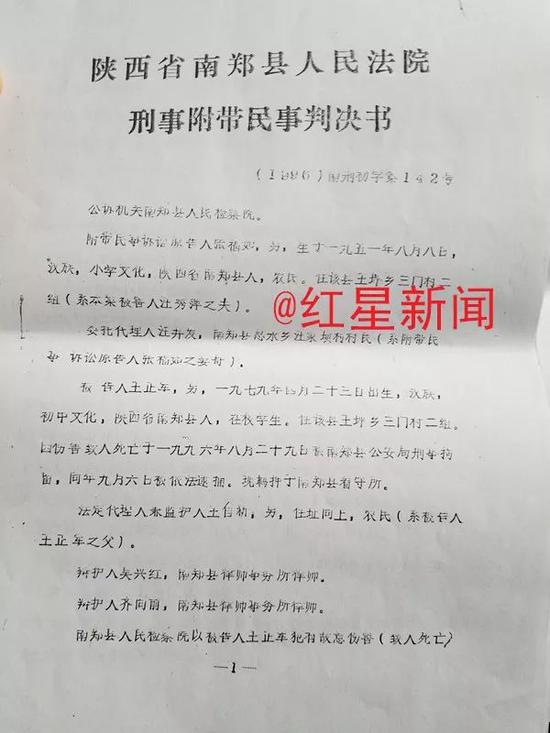 陕西省南郑县人民法院
刑事附带民事判决书
(1996)南刑初字第142号
公诉机关南郑县人民检察院。
附带民事诉讼原告人张福如,男,生于一九五一年八月八日,
汉族,小学文化,陕西省南郑县人,农民。住该县王坪乡三门村二
组(系本案被害人汪秀萍之夫)。
@红星新闻
委托代理人汪井发,南郑县忍水乡汪家坝村村民(系附带民
事诉讼原告人张福如之妻哥)。
被告人王正军,男,一九七九年四月二十三日出生,汉族,
初中文化,陕西省南郑县人,在校学生。住该县王坪乡三门村二组。
因伤害致人死亡于一九九六年八月二十九日被南郑县公安局刑事拘
留,同年九月六日被依法逮捕。现羁押于南郑县看守所。
法定代理人兼监护人王自新,男,住址同上,农民(系被告人
王正军之父)。
辩护人吴兴红,南郑县律师事务所律师。
辩护人齐向前,南郑县律师事务所律师。
南郑县人民检察院以被告人王正军犯有故意伤害(致人死亡)
—1—